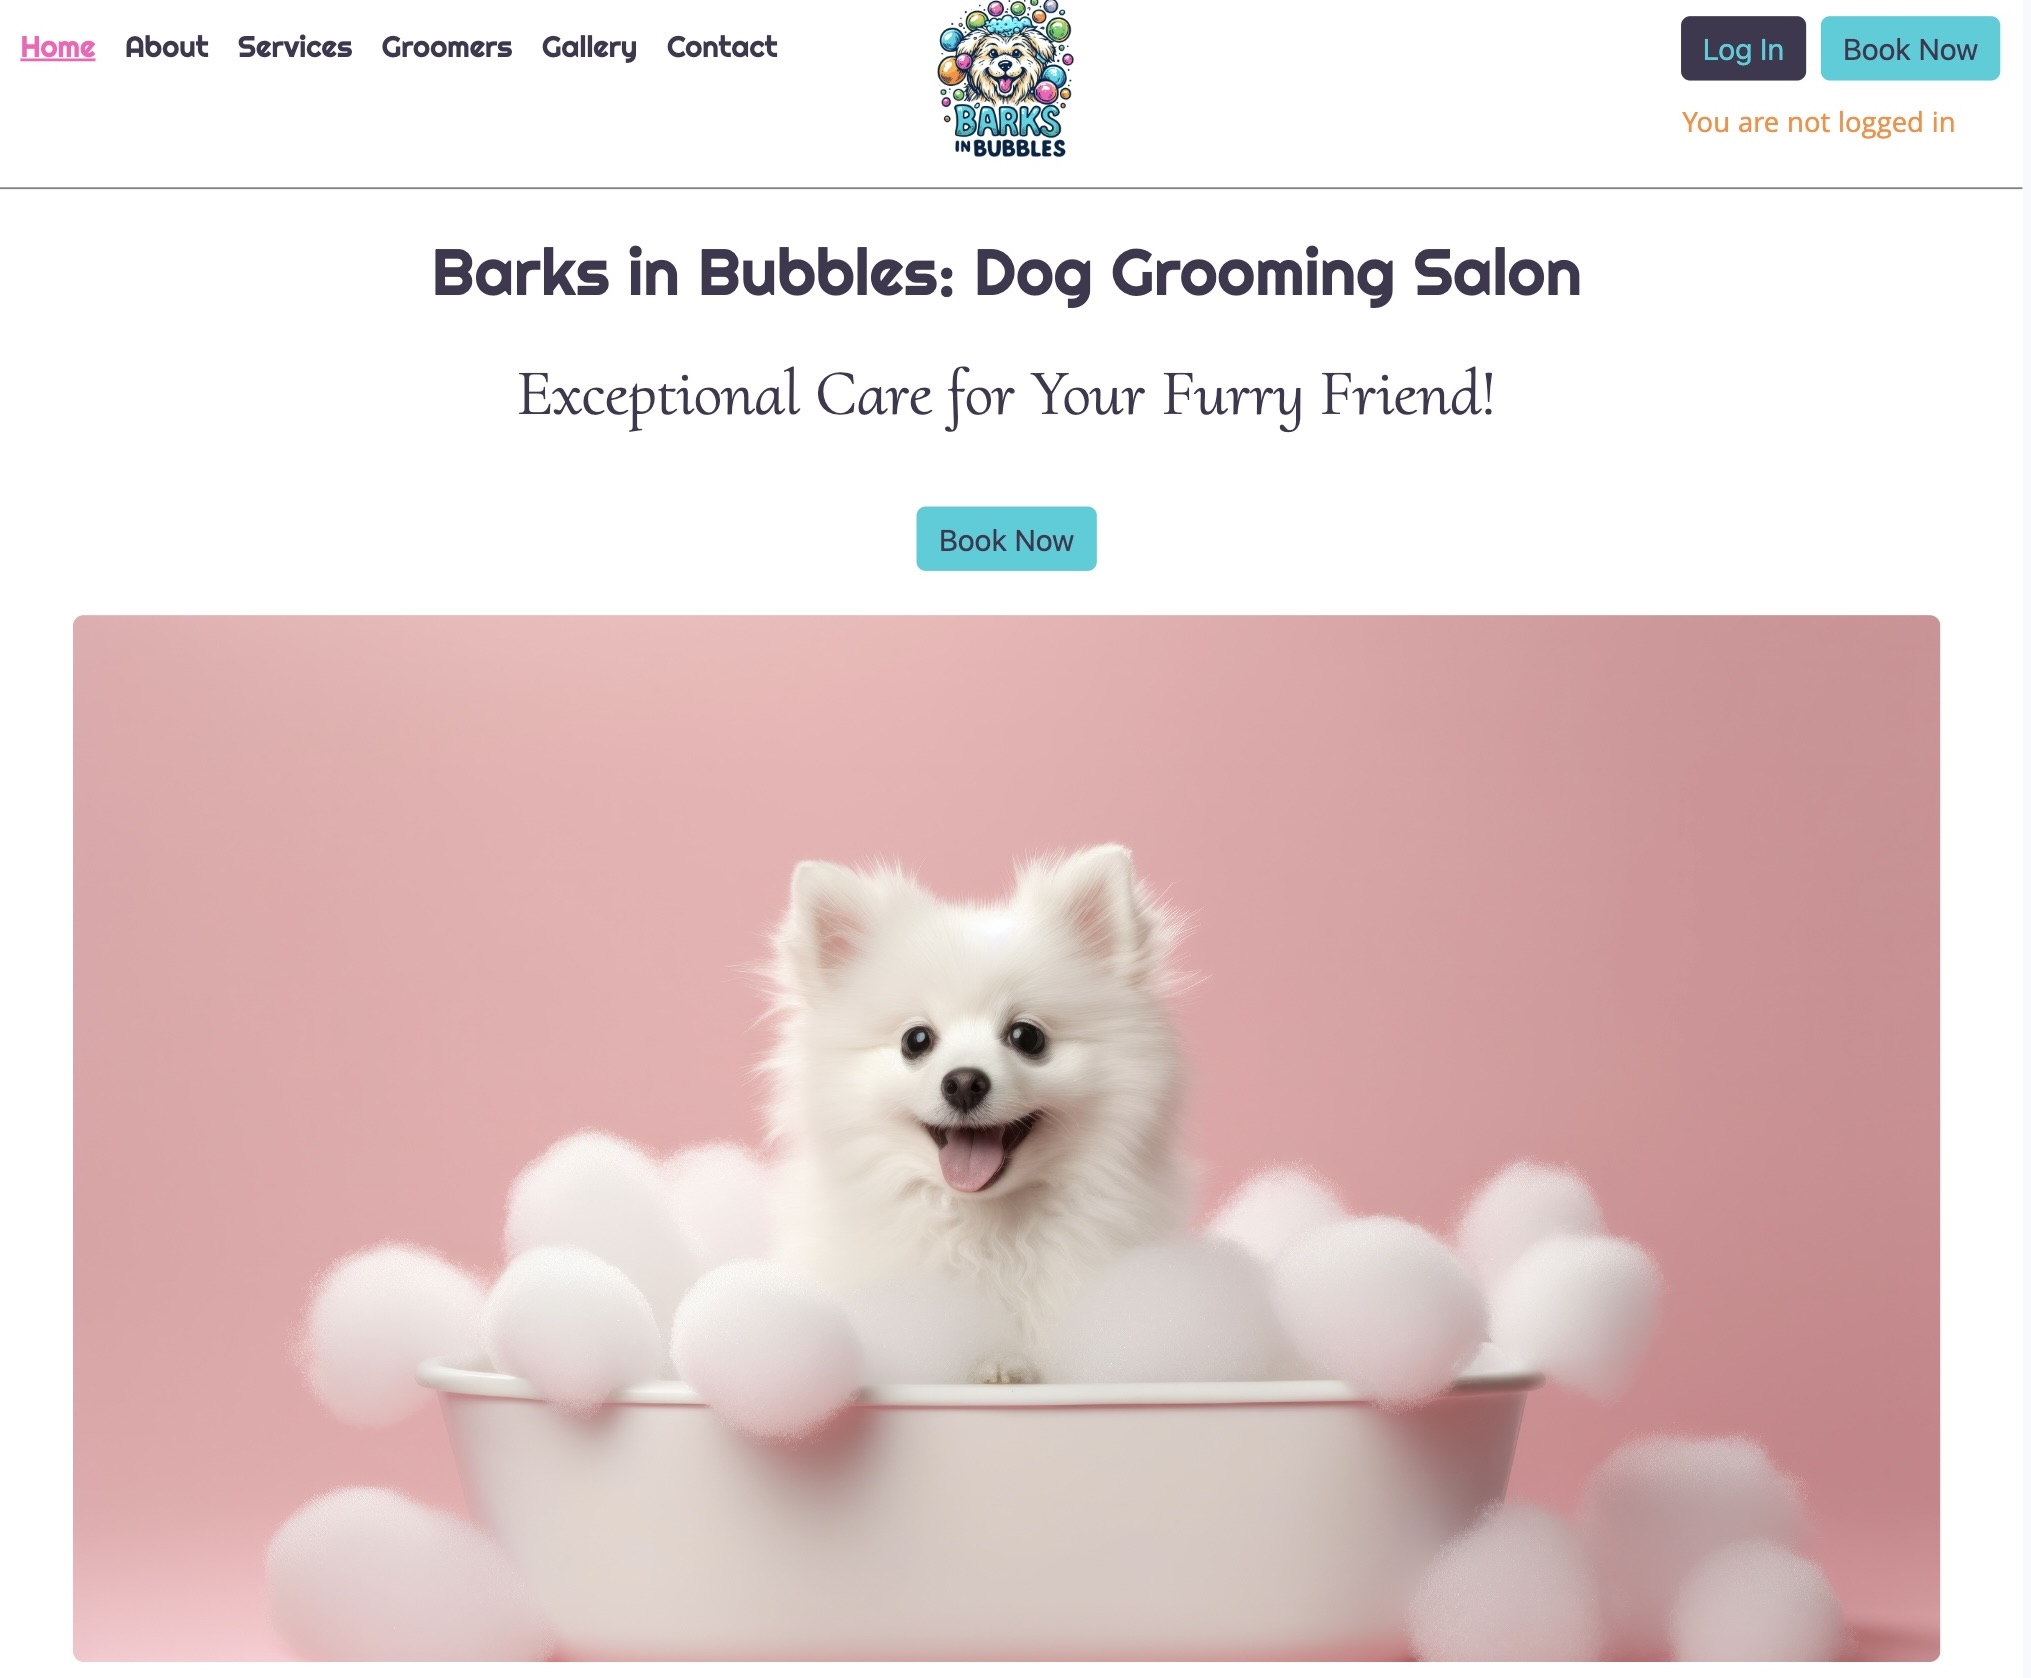 Home About Services Groomers Gallery Contact
BARKS
IN BUBBLES
Log In Book Now
You are not logged in
Barks in Bubbles: Dog Grooming Salon
Exceptional Care for Your Furry Friend!
Book Now